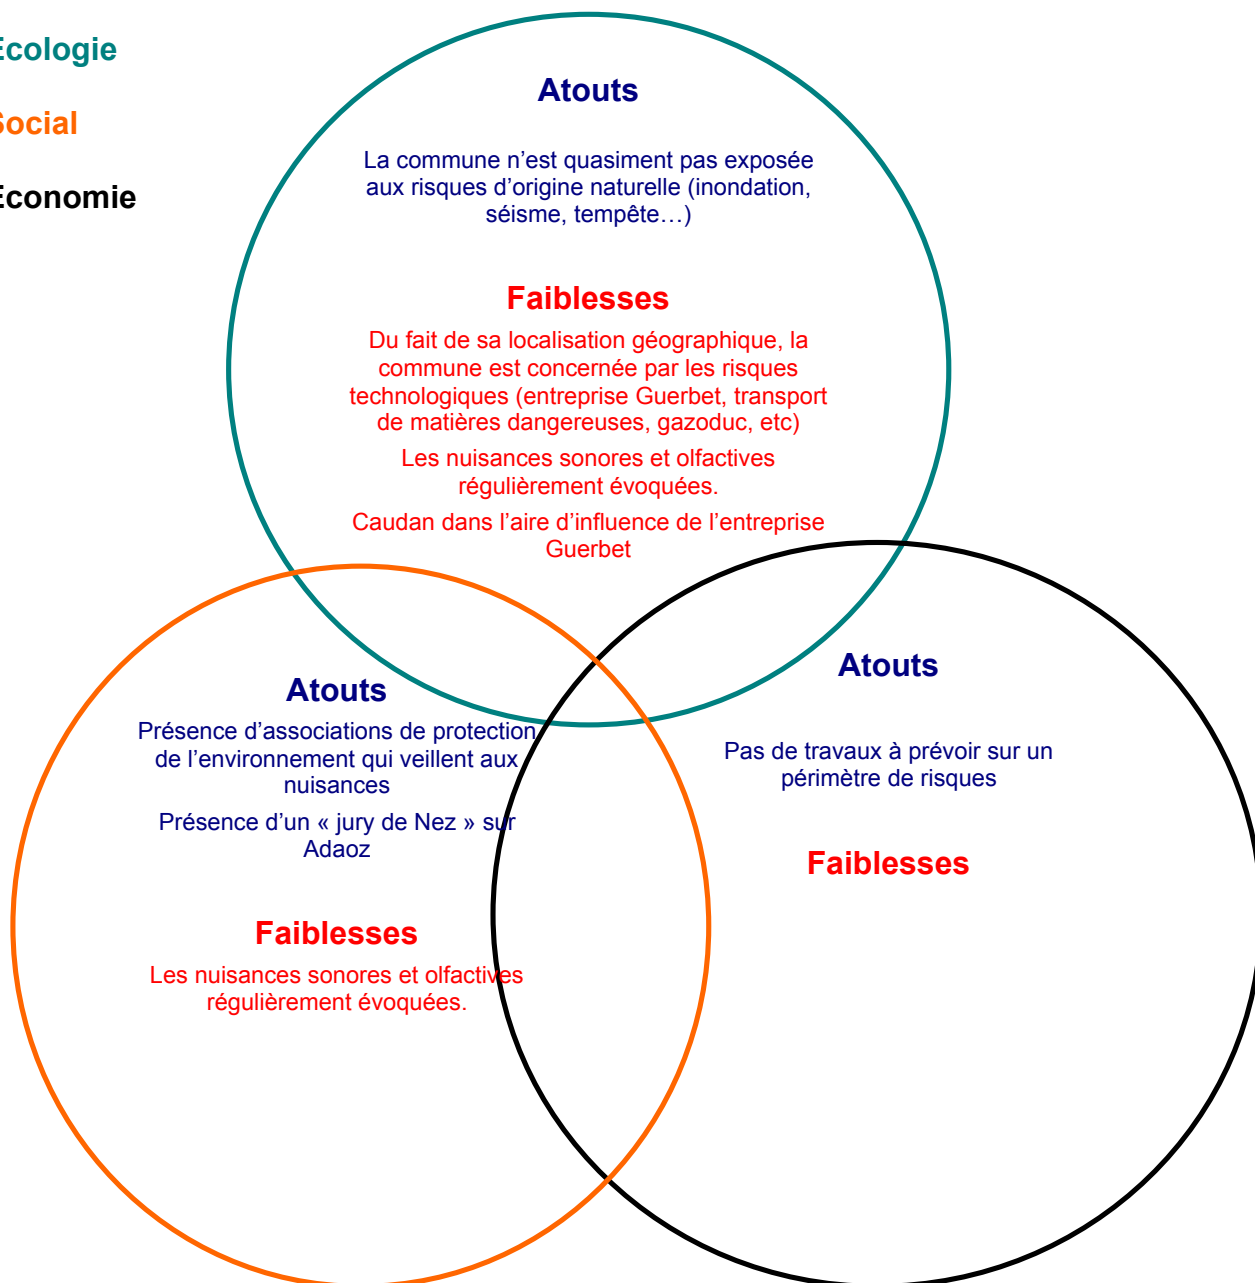 Ecologie
Social
Economie
Atouts
La commune n’est quasiment pas exposée
aux risques d’origine naturelle (inondation,
séisme, tempête…)
Faiblesses
Du fait de sa localisation géographique, la
commune est concernée par les risques
technologiques (entreprise Guerbet, transport
de matières dangereuses, gazoduc, etc)
Les nuisances sonores et olfactives
régulièrement évoquées.
Caudan dans l’aire d’influence de l’entreprise
Guerbet
Atouts
Présence d’associations de protection
de l’environnement qui veillent aux
nuisances
Présence d’un « jury de Nez » sur
Adaoz
Faiblesses
Les nuisances sonores et olfactives
régulièrement évoquées.
Atouts
Pas de travaux à prévoir sur un
périmètre de risques
Faiblesses